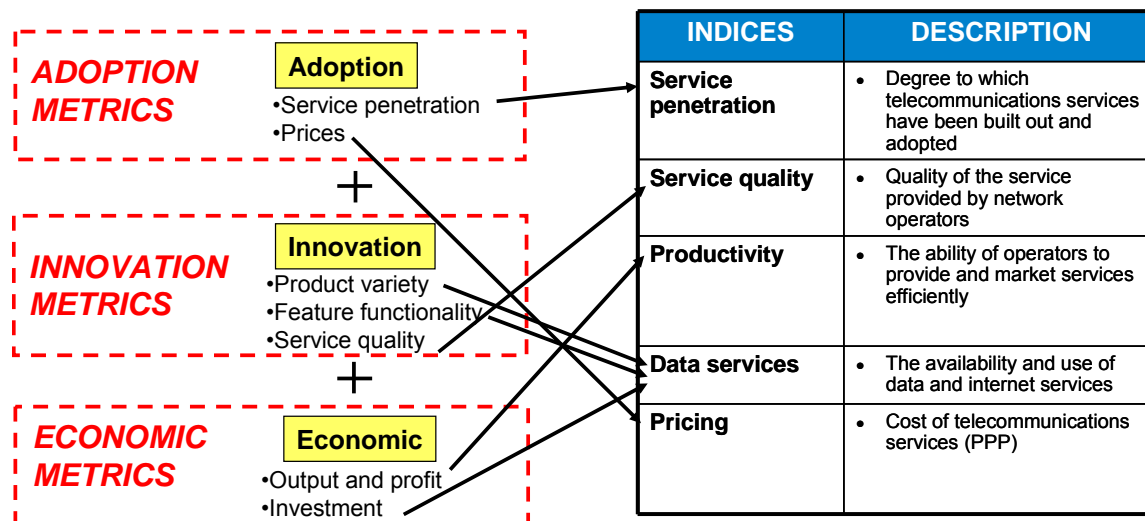 ADOPTION
METRICS
Adoption
•Service penetration
•Prices
+
INNOVATION
METRICS
Innovation
•Product variety
•Feature functionality
•Service quality
+
ECONOMIC
METRICS
Economic
•Output and profit
•Investment
INDICES DESCRIPTION
Service
penetration
• Degree to which
telecommunications services
have been built out and
adopted
Service quality
• Quality of the service
provided by network
operators
Productivity
• The ability of operators to
provide and market services
efficiently
Data services
• The availability and use of
data and internet services
Pricing
• Cost of telecommunications
services (PPP)